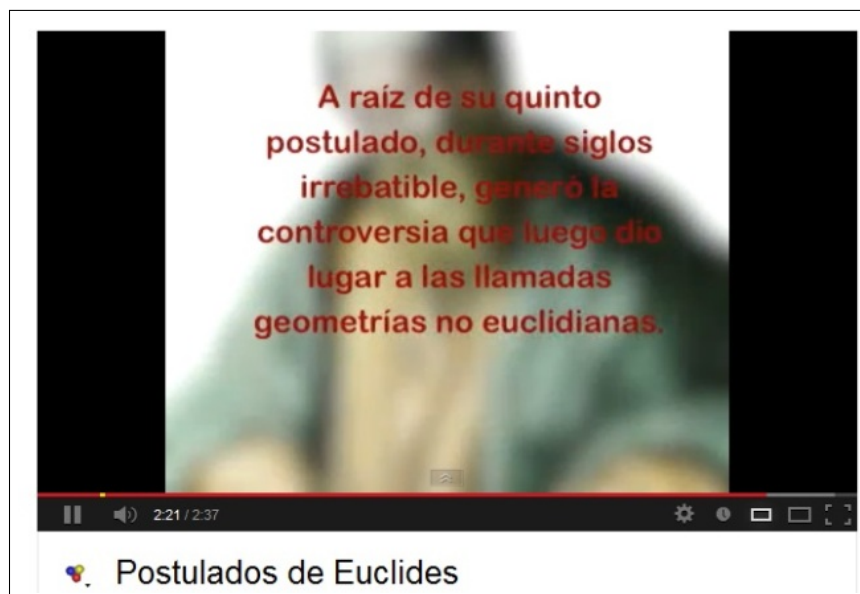 A raíz de su quinto
postulado, durante siglos
irrebatible, generó la
controversia que luego dio
lugar a las llamadas
geometrías no euclidianas.
2:21 / 2:37
Postulados de Euclides